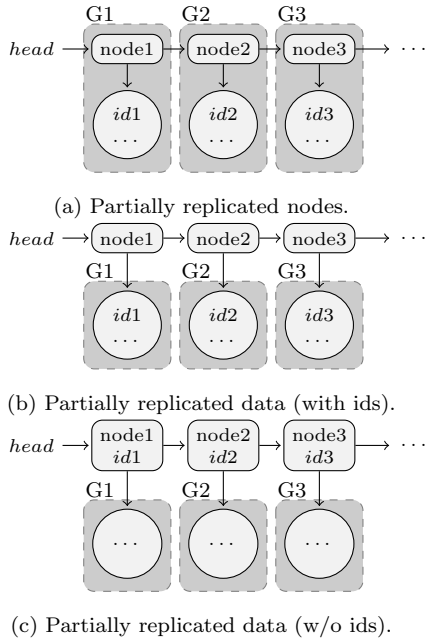 G1 G2 G3
head node1 node2 node3 ...
id1 id2 id3
... ... ...
(a) Partially replicated nodes.
head node1 node2 node3 ...
G1 G2 G3
id1 id2 id3
... ... ...
(b) Partially replicated data (with ids).
head node1 node2 node3 ...
id1 id2 id3
G1 G2 G3
... ... ...
(c) Partially replicated data (w/o ids).